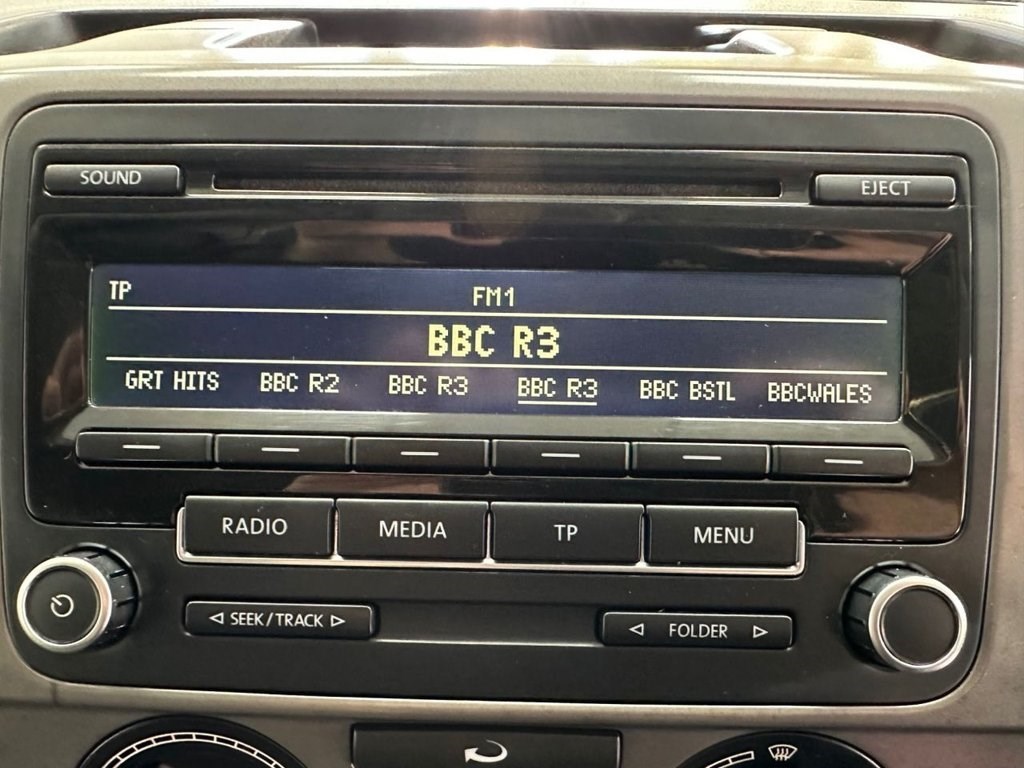 SOUND EJECT
TP FM1
BBC R3
GRT HITS BBC R2 BBC R3 BBC R3 BBC BSTL BBCWALES
RADIO MEDIA TP MENU
SEEK/TRACK FOLDER